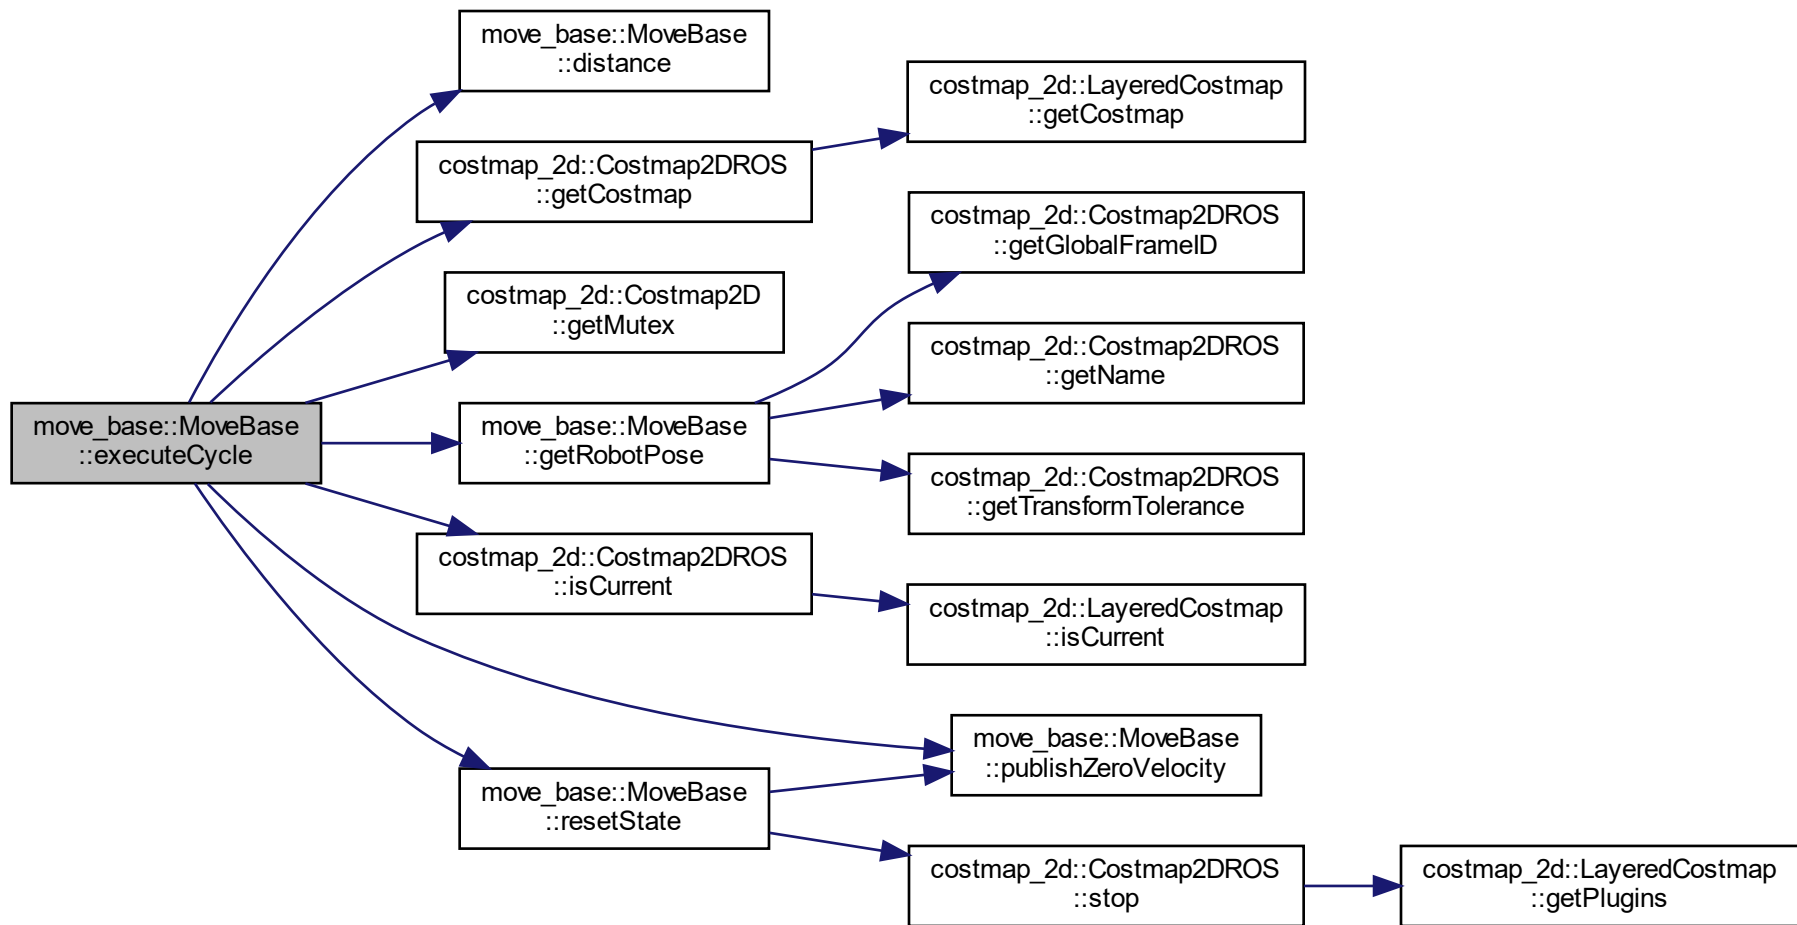 move_base::MoveBase
::distance
costmap_2d::LayeredCostmap
::getCostmap
costmap_2d::Costmap2DROS
::getCostmap
costmap_2d::Costmap2DROS
::getGlobalFrameID
costmap_2d::Costmap2D
::getMutex
costmap_2d::Costmap2DROS
::getName
move_base::MoveBase
::executeCycle
move_base::MoveBase
::getRobotPose
costmap_2d::Costmap2DROS
::getTransformTolerance
costmap_2d::Costmap2DROS
::isCurrent
costmap_2d::LayeredCostmap
::isCurrent
move_base::MoveBase
::publishZeroVelocity
move_base::MoveBase
::resetState
costmap_2d::Costmap2DROS
::stop
costmap_2d::LayeredCostmap
::getPlugins